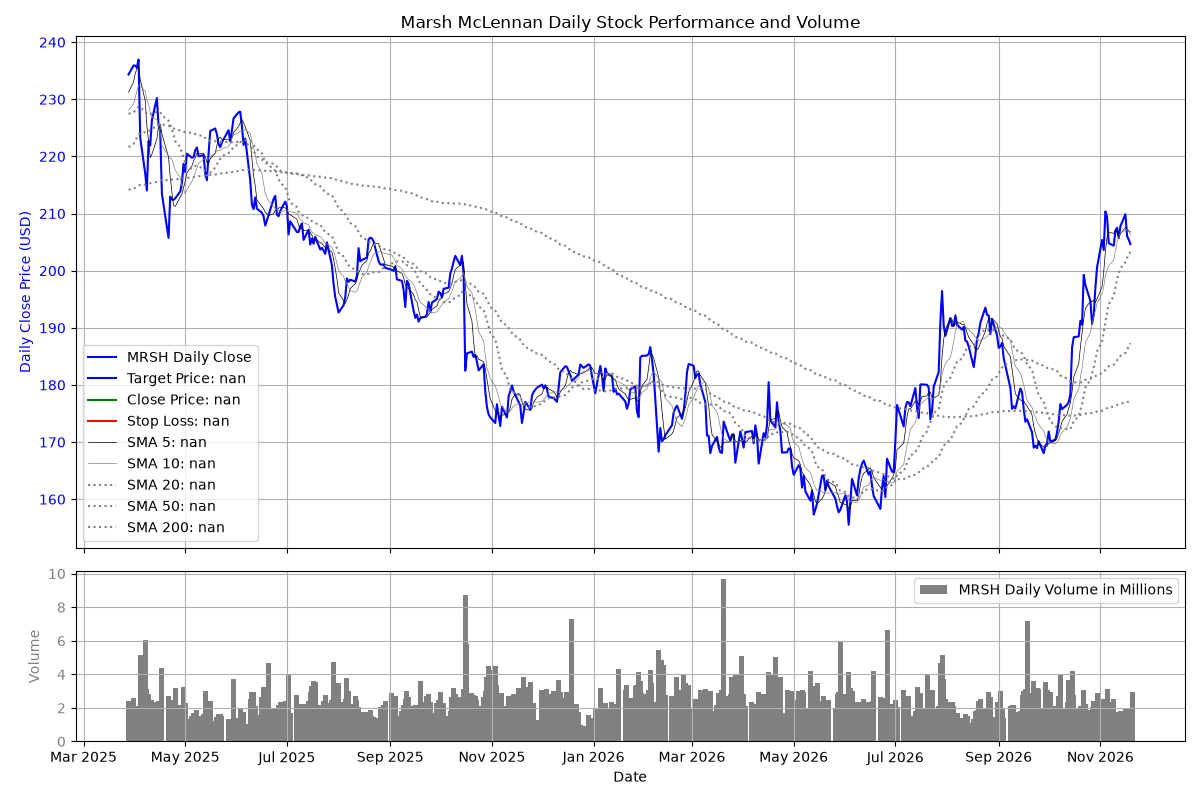 Marsh McLennan Daily Stock Performance and Volume
Daily Close Price (USD)
240
230
220
210
200
190
180
170
160
MRSH Daily Close
Target Price: nan
Close Price: nan
Stop Loss: nan
SMA 5: nan
SMA 10: nan
SMA 20: nan
SMA 50: nan
SMA 200: nan
Volume
10
8
6
4
2
0
MRSH Daily Volume in Millions
Mar 2025 May 2025 Jul 2025 Sep 2025 Nov 2025 Jan 2026 Mar 2026 May 2026 Jul 2026 Sep 2026 Nov 2026
Date